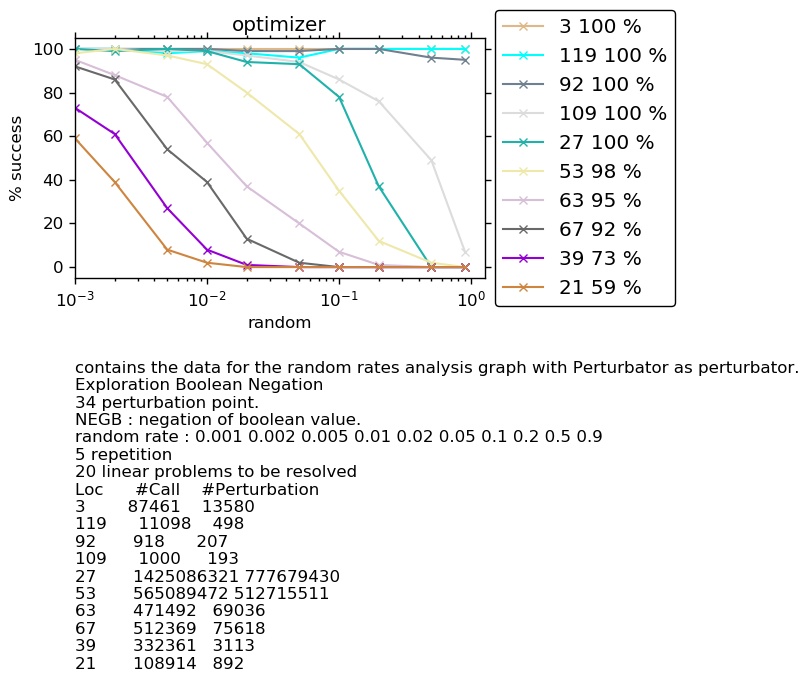 optimizer
% success
100
80
60
40
20
0
10⁻³
10⁻²
10⁻¹
10⁰
random
3 100 %
119 100 %
92 100 %
109 100 %
27 100 %
53 98 %
63 95 %
67 92 %
39 73 %
21 59 %
contains the data for the random rates analysis graph with Perturbator as perturbator.
Exploration Boolean Negation
34 perturbation point.
NEGB : negation of boolean value.
random rate : 0.001 0.002 0.005 0.01 0.02 0.05 0.1 0.2 0.5 0.9
5 repetition
20 linear problems to be resolved
Loc #Call #Perturbation
3 87461 13580
119 11098 498
92 918 207
109 1000 193
27 1425086321 777679430
53 565089472 512715511
63 471492 69036
67 512369 75618
39 332361 3113
21 108914 892